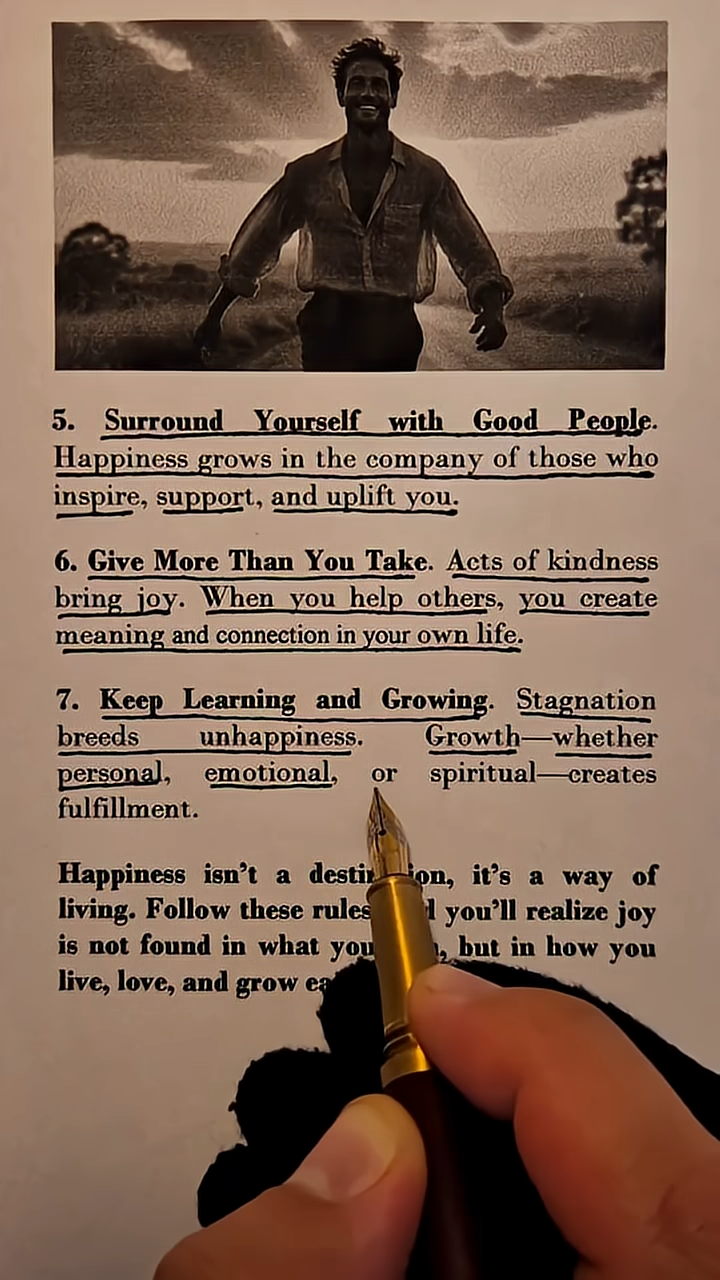 5. Surround Yourself with Good People.
Happiness grows in the company of those who
inspire, support, and uplift you.
6. Give More Than You Take. Acts of kindness
bring joy. When you help others, you create
meaning and connection in your own life.
7. Keep Learning and Growing. Stagnation
breeds unhappiness. Growth—whether
personal, emotional, or spiritual—creates
fulfillment.
Happiness isn't a destination, it's a way of
living. Follow these rules you'll realize joy
is not found in what you but in how you
live, love, and grow